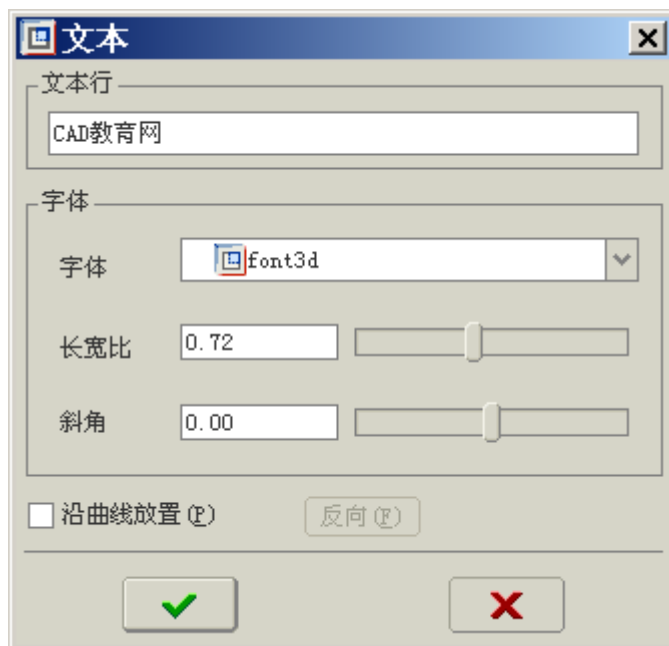 文本
文本行
CAD教育网
字体
字体 font3d
长宽比 0.72
斜角 0.00
沿曲线放置(P) 反向(F)